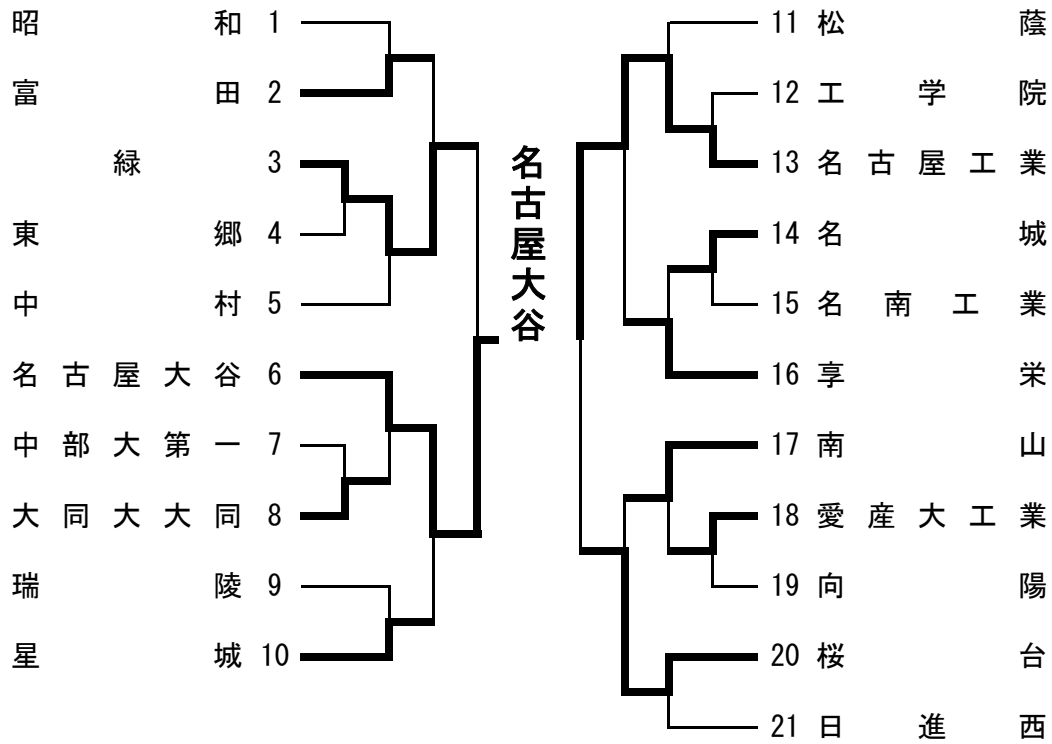 昭和 1
富田 2
緑 3
東郷 4
中村 5
名古屋大谷 6
中部大第一 7
大同大大同 8
瑞陵 9
星城 10
名古屋大谷
11 松蔭
12 工学院
13 名古屋工業
14 名城
15 名南工業
16 享栄
17 南山
18 愛産大工業
19 向陽
20 桜台
21 日進西